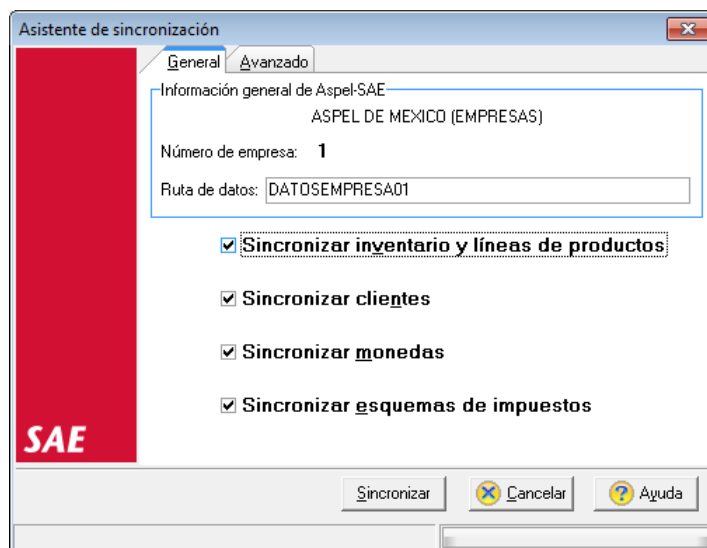 Asistente de sincronización
General Avanzado
Información general de Aspel-SAE
ASPEL DE MEXICO (EMPRESAS)
Número de empresa: 1
Ruta de datos: DATOSEMPRESA01
Sincronizar inventario y líneas de productos
Sincronizar clientes
Sincronizar monedas
Sincronizar esquemas de impuestos
SAE
Sincronizar Cancelar Ayuda